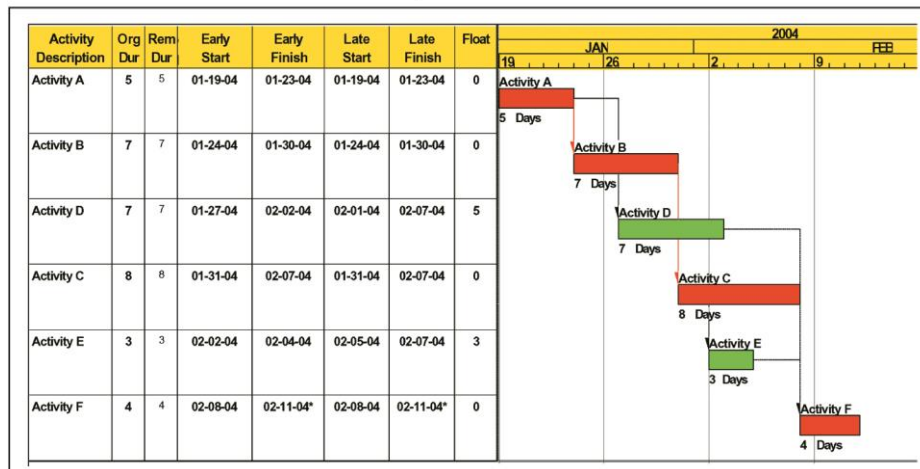 Activity Description Org Dur Rem Dur Early Start Early Finish Late Start Late Finish Float
2004
JAN FEB
19 26 2 9
Activity A 5 5 01-19-04 01-23-04 01-19-04 01-23-04 0
Activity A
5 Days
Activity B 7 7 01-24-04 01-30-04 01-24-04 01-30-04 0
Activity B
7 Days
Activity D 7 7 01-27-04 02-02-04 02-01-04 02-07-04 5
Activity D
7 Days
Activity C 8 8 01-31-04 02-07-04 01-31-04 02-07-04 0
Activity C
8 Days
Activity E 3 3 02-02-04 02-04-04 02-05-04 02-07-04 3
Activity E
3 Days
Activity F 4 4 02-08-04 02-11-04* 02-08-04 02-11-04* 0
Activity F
4 Days